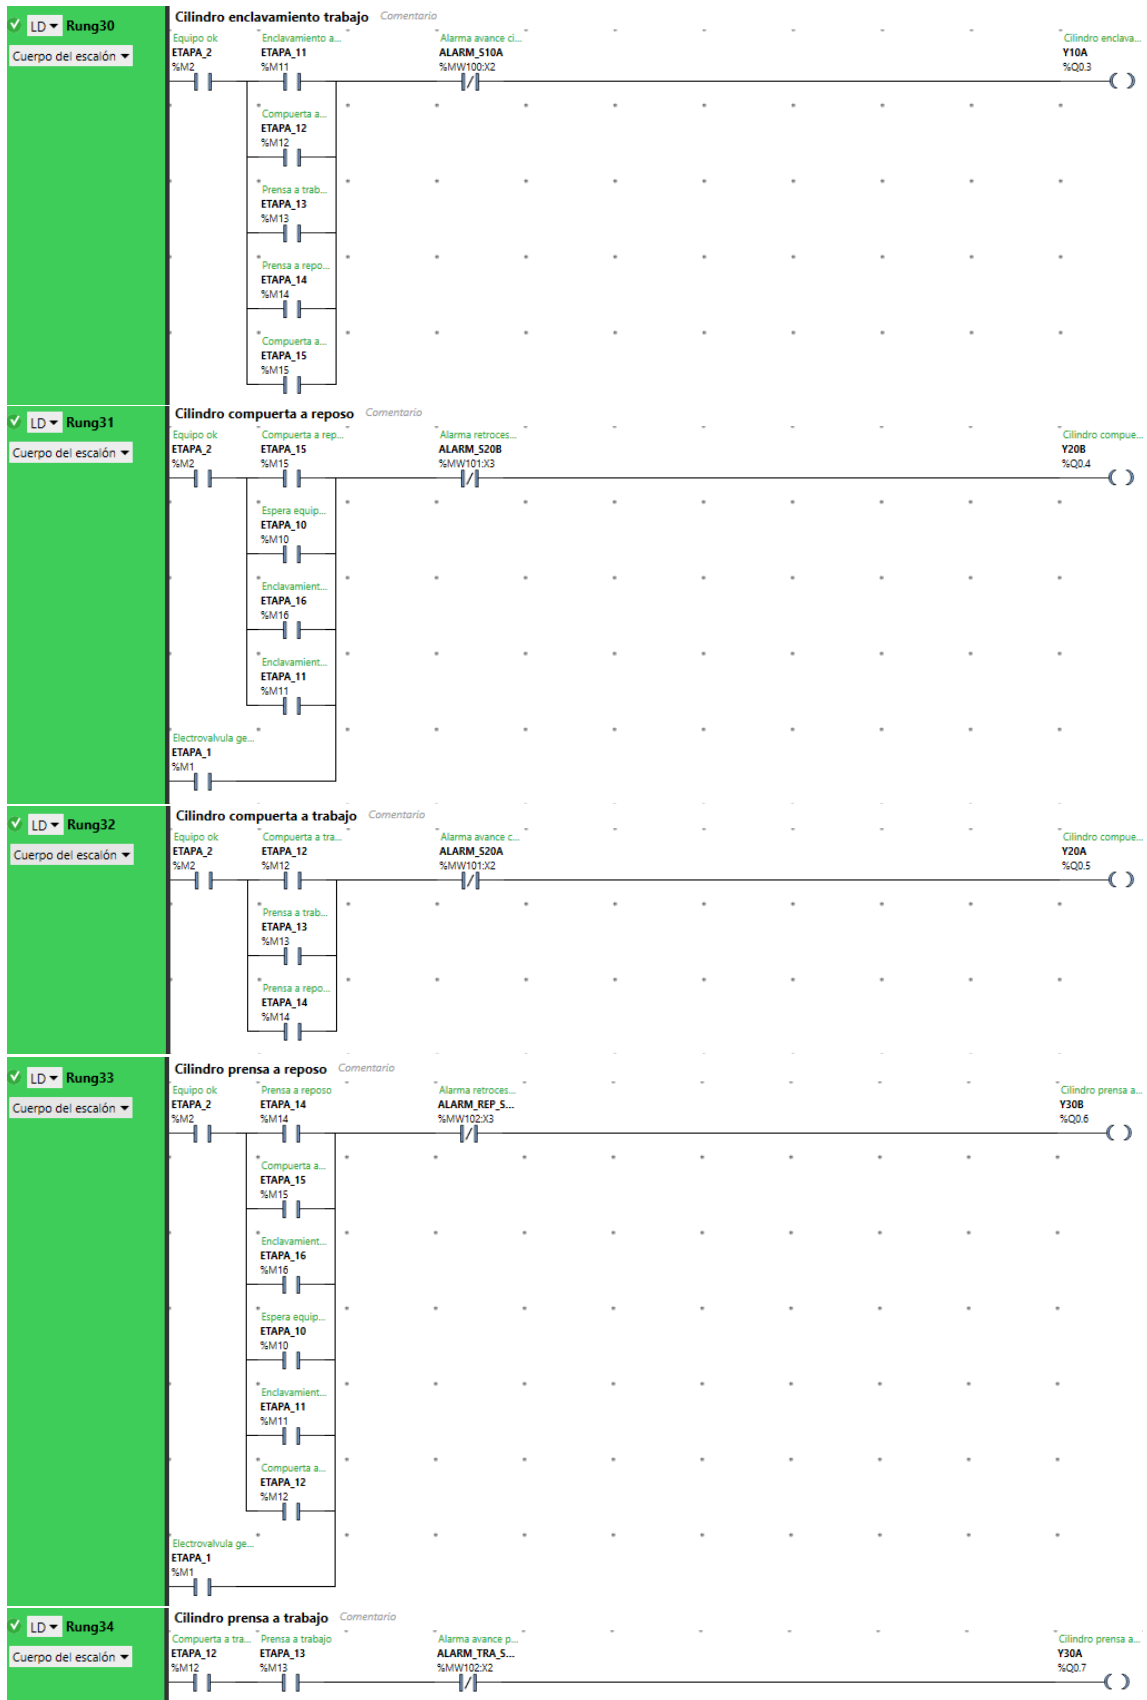 Cilindro enclavamiento trabajo Comentario
LD Rung30
Cuerpo del escalón
Equipo ok Enclavamiento a... Alarma avance ci... Cilindro enclava...
ETAPA_2 ETAPA_11 ALARM_S10A Y10A
%M2 %M11 %MW100:X2 %Q0.3
Compuerta a...
ETAPA_12
%M12
Prensa a trab...
ETAPA_13
%M13
Prensa a repo...
ETAPA_14
%M14
Compuerta a...
ETAPA_15
%M15
Cilindro compuerta a reposo Comentario
LD Rung31
Cuerpo del escalón
Equipo ok Compuerta a rep... Alarma retroces... Cilindro compue...
ETAPA_2 ETAPA_15 ALARM_S20B Y20B
%M2 %M15 %MW101:X3 %Q0.4
Espera equip...
ETAPA_10
%M10
Enclavamient...
ETAPA_16
%M16
Enclavamient...
ETAPA_11
%M11
Electrovalvula ge...
ETAPA_1
%M1
Cilindro compuerta a trabajo Comentario
LD Rung32
Cuerpo del escalón
Equipo ok Compuerta a tra... Alarma avance c... Cilindro compue...
ETAPA_2 ETAPA_12 ALARM_S20A Y20A
%M2 %M12 %MW101:X2 %Q0.5
Prensa a trab...
ETAPA_13
%M13
Prensa a repo...
ETAPA_14
%M14
Cilindro prensa a reposo Comentario
LD Rung33
Cuerpo del escalón
Equipo ok Prensa a reposo Alarma retroces... Cilindro prensa a...
ETAPA_2 ETAPA_14 ALARM_REP_S... Y30B
%M2 %M14 %MW102:X3 %Q0.6
Compuerta a...
ETAPA_15
%M15
Enclavamient...
ETAPA_16
%M16
Espera equip...
ETAPA_10
%M10
Enclavamient...
ETAPA_11
%M11
Compuerta a...
ETAPA_12
%M12
Electrovalvula ge...
ETAPA_1
%M1
Cilindro prensa a trabajo Comentario
LD Rung34
Cuerpo del escalón
Compuerta a tra... Prensa a trabajo Alarma avance p... Cilindro prensa a...
ETAPA_12 ETAPA_13 ALARM_TRA_S... Y30A
%M12 %M13 %MW102:X2 %Q0.7